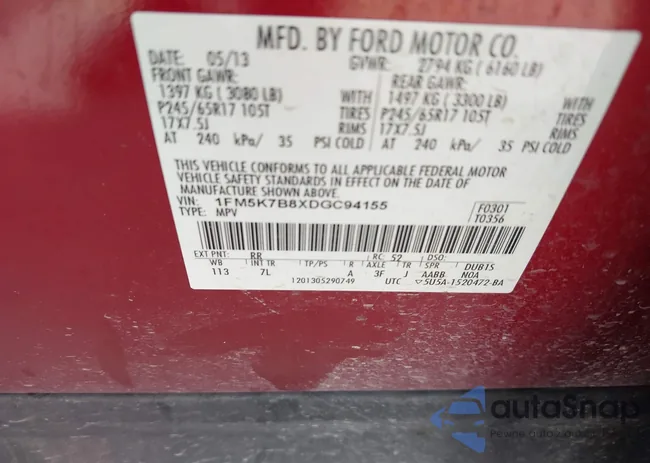 MFD. BY FORD MOTOR CO.
DATE: 05/13 GVWR: 2794 KG ( 6160 LB)
FRONT GAWR: REAR GAWR:
1397 KG ( 3080 LB) WITH 1497 KG ( 3300 LB) WITH
P245/65R17 105T TIRES P245/65R17 105T TIRES
17X7.5J RIMS 17X7.5J RIMS
AT 240 kPa/ 35 PSI COLD AT 240 kPa/ 35 PSI COLD
THIS VEHICLE CONFORMS TO ALL APPLICABLE FEDERAL MOTOR
VEHICLE SAFETY STANDARDS IN EFFECT ON THE DATE OF
MANUFACTURE SHOWN ABOVE.
VIN: 1FM5K7B8XDGC94155 F0301
TYPE: MPV T0356
EXT PNT: RR RC: 52 DSO:
WB INT TR TP/PS R AXLE TR SPR DUB15
113 7L A 3F J AABB N0A
1201305290749 UTC ▽5U5A-1520472-BA
autoSnap